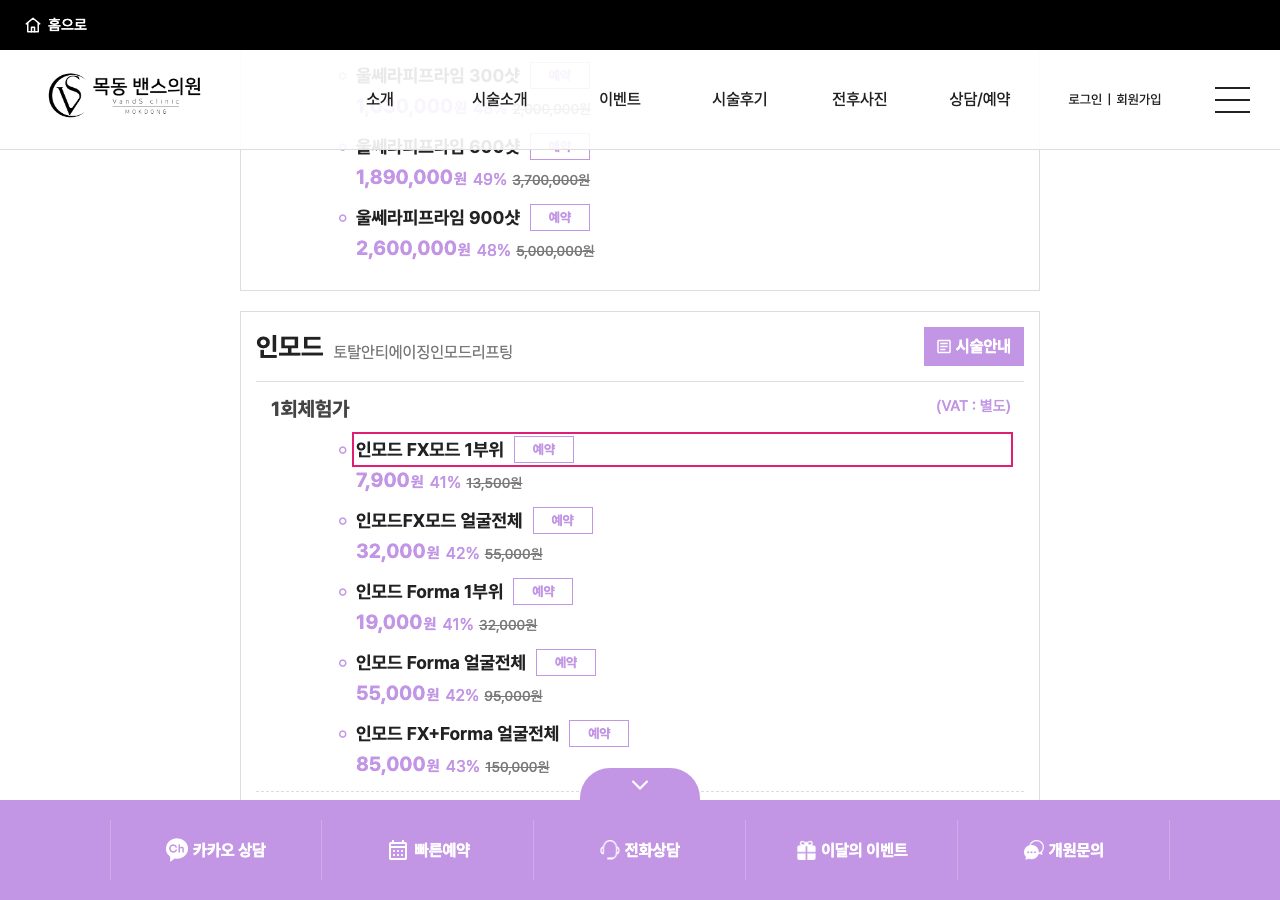 홈으로
목동 밴스의원
VandS clinic
MOKDONG
소개
시술소개
이벤트
시술후기
전후사진
상담/예약
로그인 | 회원가입
울쎄라피프라임 300샷 예약
울쎄라피프라임 600샷 예약
1,890,000원 49% 3,700,000원
울쎄라피프라임 900샷 예약
2,600,000원 48% 5,000,000원
인모드 토탈안티에이징인모드리프팅 시술안내
1회체험가 (VAT : 별도)
인모드 FX모드 1부위 예약
7,900원 41% 13,500원
인모드FX모드 얼굴전체 예약
32,000원 42% 55,000원
인모드 Forma 1부위 예약
19,000원 41% 32,000원
인모드 Forma 얼굴전체 예약
55,000원 42% 95,000원
인모드 FX+Forma 얼굴전체 예약
85,000원 43% 150,000원
Ch 카카오 상담
빠른예약
전화상담
이달의 이벤트
개원문의